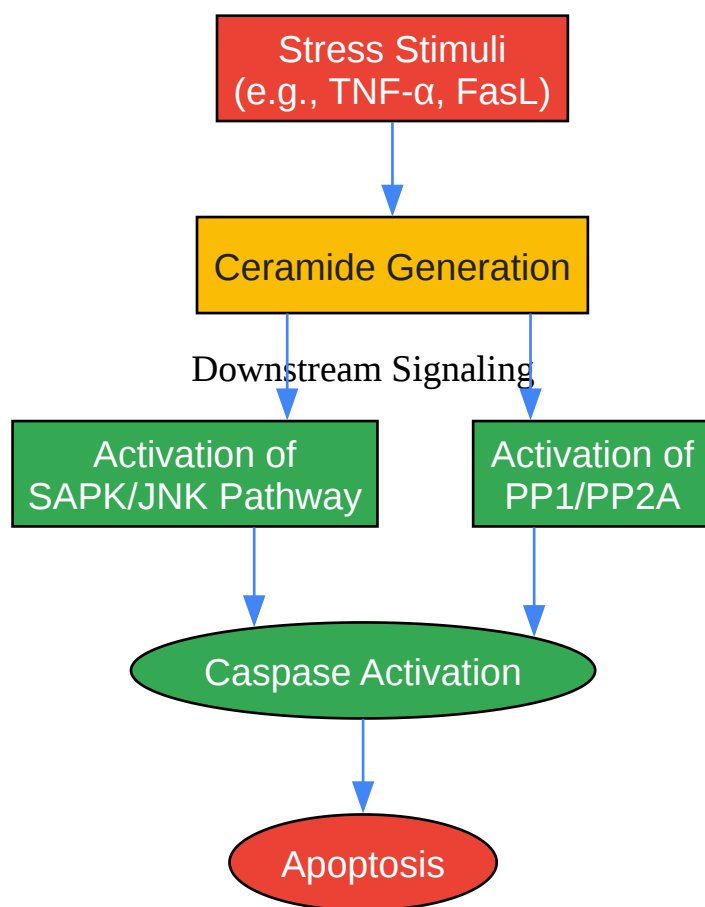 Stress Stimuli
(e.g., TNF-α, FasL)
Ceramide Generation
Downstream Signaling
Activation of
SAPK/JNK Pathway
Activation of
PP1/PP2A
Caspase Activation
Apoptosis